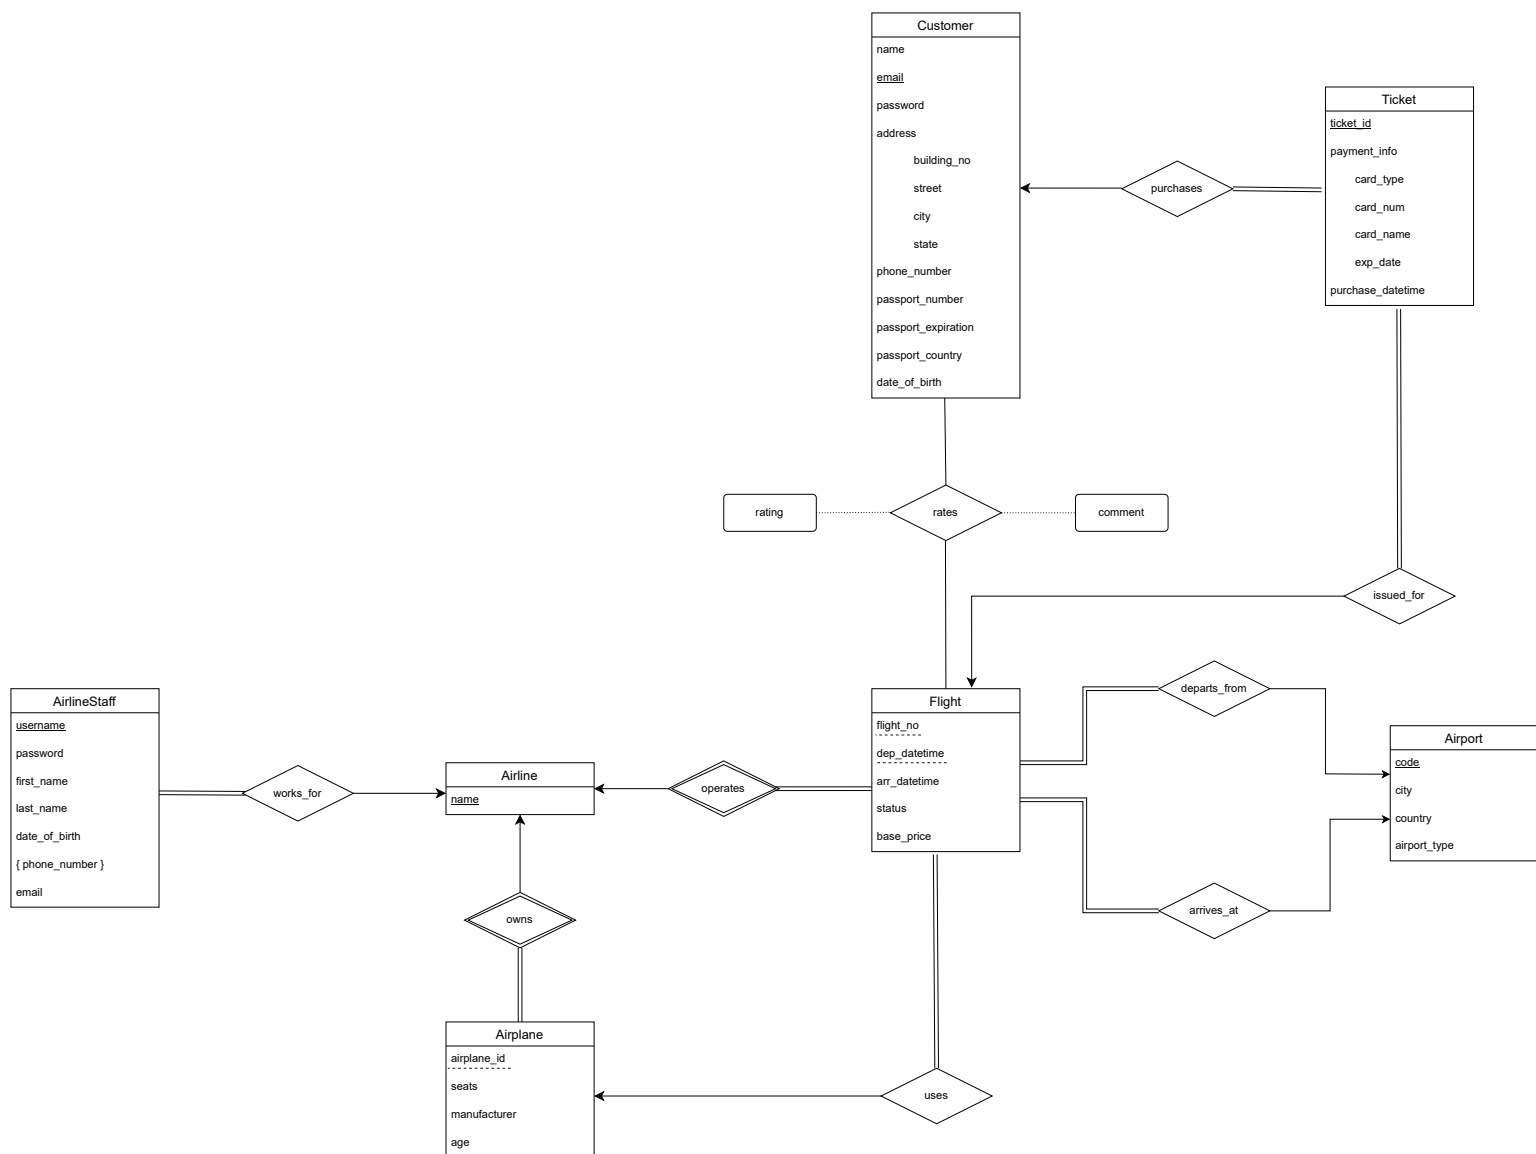 Customer
name
email
password
address
building_no
street
city
state
phone_number
passport_number
passport_expiration
passport_country
date_of_birth
Ticket
ticket_id
payment_info
card_type
card_num
card_name
exp_date
purchase_datetime
purchases
rating
rates
comment
issued_for
AirlineStaff
username
password
first_name
last_name
date_of_birth
{ phone_number }
email
works_for
Airline
name
operates
Flight
flight_no
dep_datetime
arr_datetime
status
base_price
departs_from
arrives_at
Airport
code
city
country
airport_type
owns
Airplane
airplane_id
seats
manufacturer
age
uses